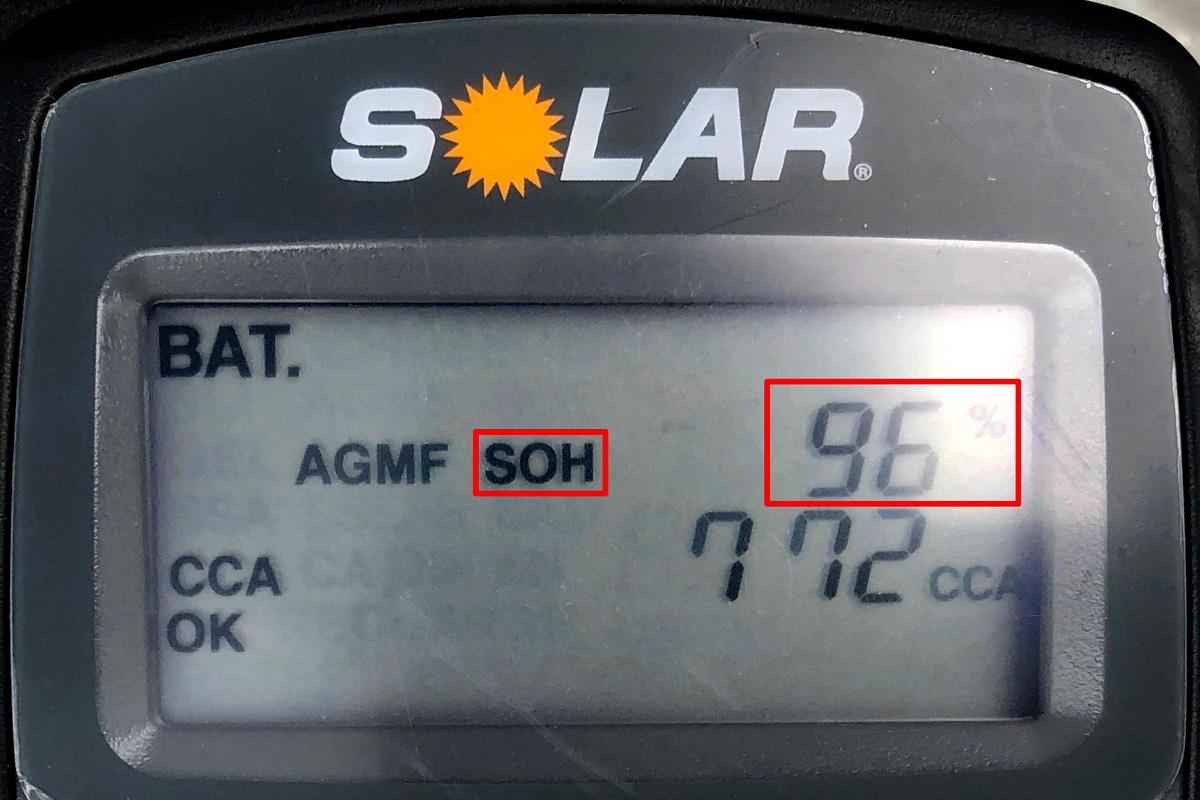 SOLAR®
BAT.
96 %
AGMF SOH
772 CCA
CCA
OK